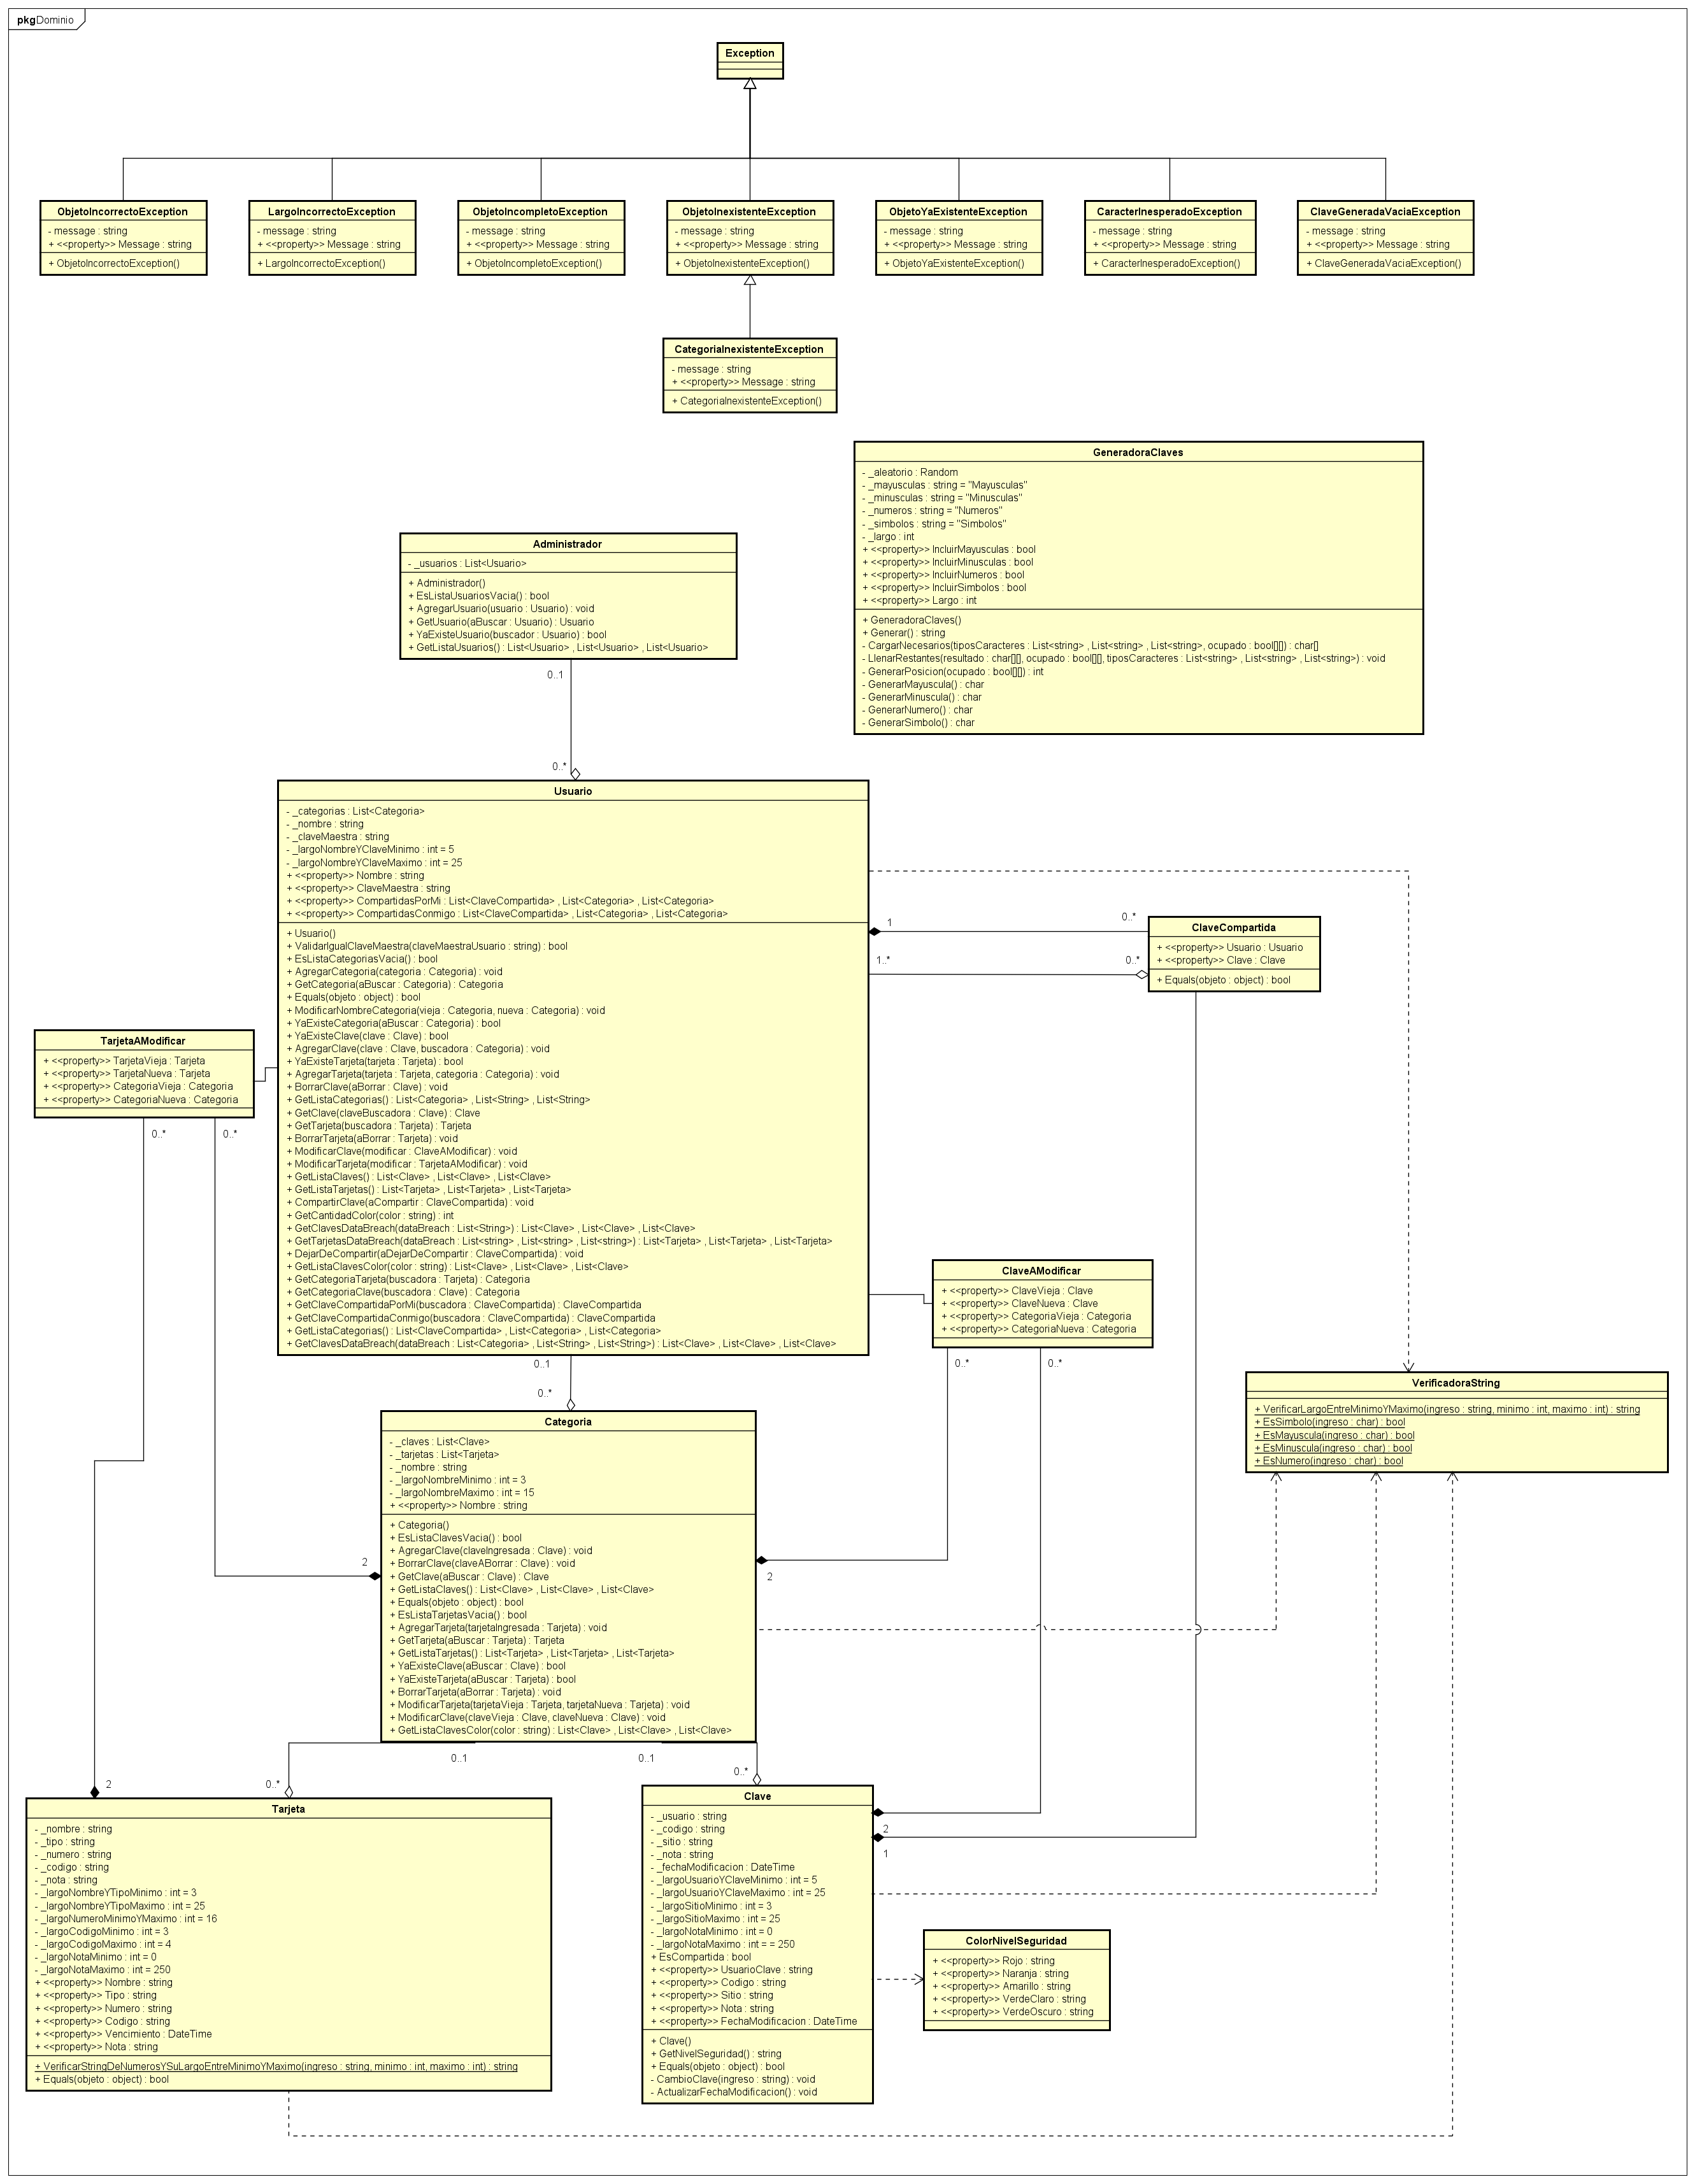 pkg Dominio
Exception
ObjetoIncorrectoException
- message : string
+ <<property>> Message : string
+ ObjetoIncorrectoException()
LargoIncorrectoException
- message : string
+ <<property>> Message : string
+ LargoIncorrectoException()
ObjetoIncompletoException
- message : string
+ <<property>> Message : string
+ ObjetoIncompletoException()
ObjetoInexistenteException
- message : string
+ <<property>> Message : string
+ ObjetoInexistenteException()
ObjetoYaExistenteException
- message : string
+ <<property>> Message : string
+ ObjetoYaExistenteException()
CaracterInesperadoException
- message : string
+ <<property>> Message : string
+ CaracterInesperadoException()
ClaveGeneradaVaciaException
- message : string
+ <<property>> Message : string
+ ClaveGeneradaVaciaException()
CategoriaInexistenteException
- message : string
+ <<property>> Message : string
+ CategoriaInexistenteException()
GeneradoraClaves
- _aleatorio : Random
- _mayusculas : string = "Mayusculas"
- _minusculas : string = "Minusculas"
- _numeros : string = "Numeros"
- _simbolos : string = "Simbolos"
- _largo : int
+ <<property>> IncluirMayusculas : bool
+ <<property>> IncluirMinusculas : bool
+ <<property>> IncluirNumeros : bool
+ <<property>> IncluirSimbolos : bool
+ <<property>> Largo : int
+ GeneradoraClaves()
+ Generar() : string
- CargarNecesarios(tiposCaracteres : List<string> , List<string> , List<string>, ocupado : bool[][]) : char[]
- LlenarRestantes(resultado : char[][], ocupado : bool[][], tiposCaracteres : List<string> , List<string> , List<string>) : void
- GenerarPosicion(ocupado : bool[][]) : int
- GenerarMayuscula() : char
- GenerarMinuscula() : char
- GenerarNumero() : char
- GenerarSimbolo() : char
Administrador
- _usuarios : List<Usuario>
+ Administrador()
+ EsListaUsuariosVacia() : bool
+ AgregarUsuario(usuario : Usuario) : void
+ GetUsuario(aBuscar : Usuario) : Usuario
+ YaExisteUsuario(buscador : Usuario) : bool
+ GetListaUsuarios() : List<Usuario> , List<Usuario> , List<Usuario>
0..1
0..*
Usuario
- _categorias : List<Categoria>
- _nombre : string
- _claveMaestra : string
- _largoNombreYClaveMinimo : int = 5
- _largoNombreYClaveMaximo : int = 25
+ <<property>> Nombre : string
+ <<property>> ClaveMaestra : string
+ <<property>> CompartidasPorMi : List<ClaveCompartida> , List<Categoria> , List<Categoria>
+ <<property>> CompartidasConmigo : List<ClaveCompartida> , List<Categoria> , List<Categoria>
+ Usuario()
+ ValidarIgualClaveMaestra(claveMaestraUsuario : string) : bool
+ EsListaCategoriasVacia() : bool
+ AgregarCategoria(categoria : Categoria) : void
+ GetCategoria(aBuscar : Categoria) : Categoria
+ Equals(objeto : object) : bool
+ ModificarNombreCategoria(vieja : Categoria, nueva : Categoria) : void
+ YaExisteCategoria(aBuscar : Categoria) : bool
+ YaExisteClave(clave : Clave) : bool
+ AgregarClave(clave : Clave, buscadora : Categoria) : void
+ YaExisteTarjeta(tarjeta : Tarjeta) : bool
+ AgregarTarjeta(tarjeta : Tarjeta, categoria : Categoria) : void
+ BorrarClave(aBorrar : Clave) : void
+ GetListaCategorias() : List<Categoria> , List<String> , List<String>
+ GetClave(claveBuscadora : Clave) : Clave
+ GetTarjeta(buscadora : Tarjeta) : Tarjeta
+ BorrarTarjeta(aBorrar : Tarjeta) : void
+ ModificarClave(modificar : ClaveAModificar) : void
+ ModificarTarjeta(modificar : TarjetaAModificar) : void
+ GetListaClaves() : List<Clave> , List<Clave> , List<Clave>
+ GetListaTarjetas() : List<Tarjeta> , List<Tarjeta> , List<Tarjeta>
+ CompartirClave(aCompartir : ClaveCompartida) : void
+ GetCantidadColor(color : string) : int
+ GetClavesDataBreach(dataBreach : List<String>) : List<Clave> , List<Clave> , List<Clave>
+ GetTarjetasDataBreach(dataBreach : List<string> , List<string> , List<string>) : List<Tarjeta> , List<Tarjeta> , List<Tarjeta>
+ DejarDeCompartir(aDejarDeCompartir : ClaveCompartida) : void
+ GetListaClavesColor(color : string) : List<Clave> , List<Clave> , List<Clave>
+ GetCategoriaTarjeta(buscadora : Tarjeta) : Categoria
+ GetCategoriaClave(buscadora : Clave) : Categoria
+ GetClaveCompartidaPorMi(buscadora : ClaveCompartida) : ClaveCompartida
+ GetClaveCompartidaConmigo(buscadora : ClaveCompartida) : ClaveCompartida
+ GetListaCategorias() : List<ClaveCompartida> , List<Categoria> , List<Categoria>
+ GetClavesDataBreach(dataBreach : List<Categoria> , List<String> , List<String>) : List<Clave> , List<Clave> , List<Clave>
1
0..*
1..*
0..*
ClaveCompartida
+ <<property>> Usuario : Usuario
+ <<property>> Clave : Clave
+ Equals(objeto : object) : bool
TarjetaAModificar
+ <<property>> TarjetaVieja : Tarjeta
+ <<property>> TarjetaNueva : Tarjeta
+ <<property>> CategoriaVieja : Categoria
+ <<property>> CategoriaNueva : Categoria
0..*
0..*
ClaveAModificar
+ <<property>> ClaveVieja : Clave
+ <<property>> ClaveNueva : Clave
+ <<property>> CategoriaVieja : Categoria
+ <<property>> CategoriaNueva : Categoria
0..*
0..*
0..1
0..*
VerificadoraString
+ VerificarLargoEntreMinimoYMaximo(ingreso : string, minimo : int, maximo : int) : string
+ EsSimbolo(ingreso : char) : bool
+ EsMayuscula(ingreso : char) : bool
+ EsMinuscula(ingreso : char) : bool
+ EsNumero(ingreso : char) : bool
Categoria
- _claves : List<Clave>
- _tarjetas : List<Tarjeta>
- _nombre : string
- _largoNombreMinimo : int = 3
- _largoNombreMaximo : int = 15
+ <<property>> Nombre : string
+ Categoria()
+ EsListaClavesVacia() : bool
+ AgregarClave(claveIngresada : Clave) : void
+ BorrarClave(claveABorrar : Clave) : void
+ GetClave(aBuscar : Clave) : Clave
+ GetListaClaves() : List<Clave> , List<Clave> , List<Clave>
+ Equals(objeto : object) : bool
+ EsListaTarjetasVacia() : bool
+ AgregarTarjeta(tarjetaIngresada : Tarjeta) : void
+ GetTarjeta(aBuscar : Tarjeta) : Tarjeta
+ GetListaTarjetas() : List<Tarjeta> , List<Tarjeta> , List<Tarjeta>
+ YaExisteClave(aBuscar : Clave) : bool
+ YaExisteTarjeta(aBuscar : Tarjeta) : bool
+ BorrarTarjeta(aBorrar : Tarjeta) : void
+ ModificarTarjeta(tarjetaVieja : Tarjeta, tarjetaNueva : Tarjeta) : void
+ ModificarClave(claveVieja : Clave, claveNueva : Clave) : void
+ GetListaClavesColor(color : string) : List<Clave> , List<Clave> , List<Clave>
2
2
0..1
0..1
0..*
0..*
2
Tarjeta
- _nombre : string
- _tipo : string
- _numero : string
- _codigo : string
- _nota : string
- _largoNombreYTipoMinimo : int = 3
- _largoNombreYTipoMaximo : int = 25
- _largoNumeroMinimoYMaximo : int = 16
- _largoCodigoMinimo : int = 3
- _largoCodigoMaximo : int = 4
- _largoNotaMinimo : int = 0
- _largoNotaMaximo : int = 250
+ <<property>> Nombre : string
+ <<property>> Tipo : string
+ <<property>> Numero : string
+ <<property>> Codigo : string
+ <<property>> Vencimiento : DateTime
+ <<property>> Nota : string
+ VerificarStringDeNumerosYSuLargoEntreMinimoYMaximo(ingreso : string, minimo : int, maximo : int) : string
+ Equals(objeto : object) : bool
Clave
- _usuario : string
- _codigo : string
- _sitio : string
- _nota : string
- _fechaModificacion : DateTime
- _largoUsuarioYClaveMinimo : int = 5
- _largoUsuarioYClaveMaximo : int = 25
- _largoSitioMinimo : int = 3
- _largoSitioMaximo : int = 25
- _largoNotaMinimo : int = 0
- _largoNotaMaximo : int = = 250
+ EsCompartida : bool
+ <<property>> UsuarioClave : string
+ <<property>> Codigo : string
+ <<property>> Sitio : string
+ <<property>> Nota : string
+ <<property>> FechaModificacion : DateTime
+ Clave()
+ GetNivelSeguridad() : string
+ Equals(objeto : object) : bool
- CambioClave(ingreso : string) : void
- ActualizarFechaModificacion() : void
2
1
ColorNivelSeguridad
+ <<property>> Rojo : string
+ <<property>> Naranja : string
+ <<property>> Amarillo : string
+ <<property>> VerdeClaro : string
+ <<property>> VerdeOscuro : string